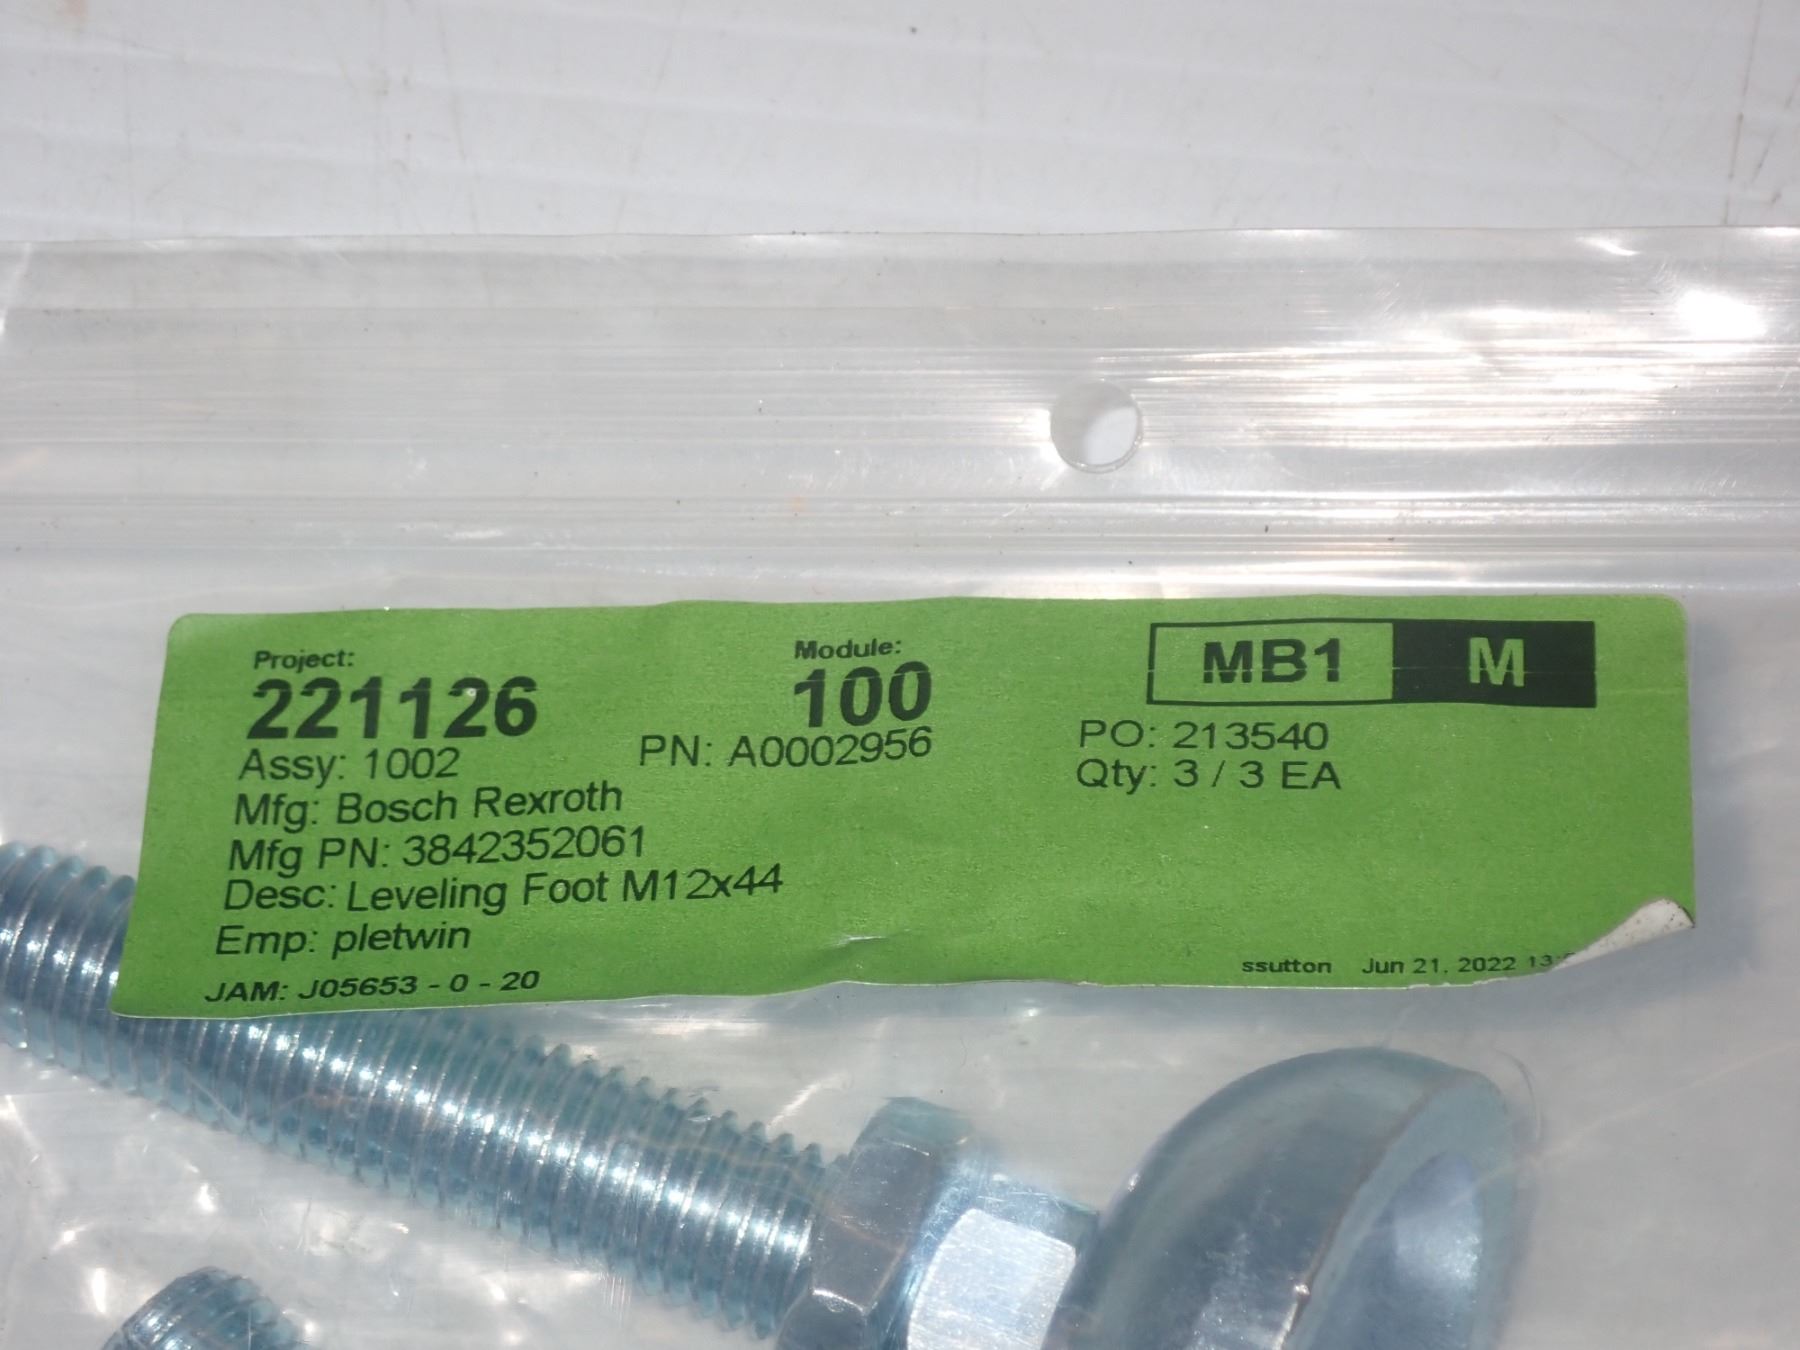 Project:
221126
Module:
100
MB1 M
Assy: 1002
PN: A0002956
PO: 213540
Qty: 3 / 3 EA
Mfg: Bosch Rexroth
Mfg PN: 3842352061
Desc: Leveling Foot M12x44
Emp: pletwin
JAM: J05653 - 0 - 20
ssutton Jun 21, 2022